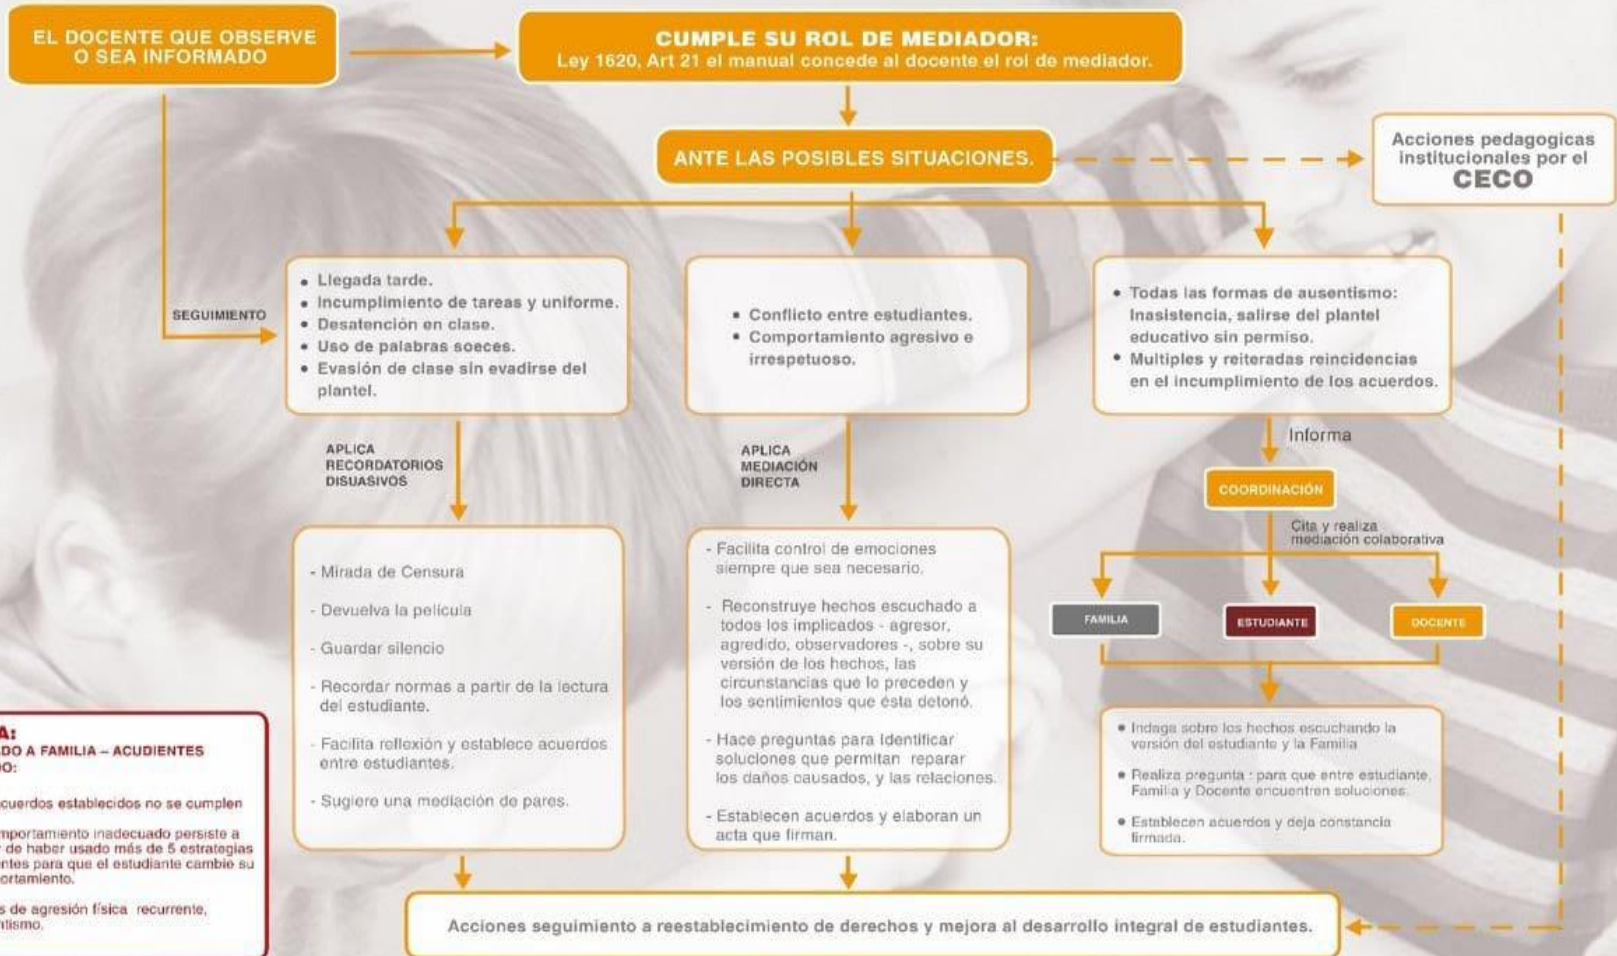 EL DOCENTE QUE OBSERVE
O SEA INFORMADO
CUMPLE SU ROL DE MEDIADOR:
Ley 1620, Art 21 el manual concede al docente el rol de mediador.
ANTE LAS POSIBLES SITUACIONES.
Acciones pedagogicas
institucionales por el
CECO
SEGUIMIENTO
• Llegada tarde.
• Incumplimiento de tareas y uniforme.
• Desatención en clase.
• Uso de palabras soeces.
• Evasión de clase sin evadirse del
plantel.
• Conflicto entre estudiantes.
• Comportamiento agresivo e
irrespetuoso.
• Todas las formas de ausentismo:
Inasistencia, salirse del plantel
educativo sin permiso.
• Multiples y reiteradas reincidencias
en el incumplimiento de los acuerdos.
APLICA
RECORDATORIOS
DISUASIVOS
APLICA
MEDIACIÓN
DIRECTA
Informa
COORDINACIÓN
Cita y realiza
mediación colaborativa
FAMILIA
ESTUDIANTE
DOCENTE
- Mirada de Censura
- Devuelva la película
- Guardar silencio
- Recordar normas a partir de la lectura
del estudiante.
- Facilita reflexión y establece acuerdos
entre estudiantes.
- Sugiere una mediación de pares.
- Facilita control de emociones
siempre que sea necesario.
- Reconstruye hechos escuchado a
todos los implicados - agresor,
agredido, observadores -, sobre su
versión de los hechos, las
circunstancias que lo preceden y
los sentimientos que ésta detonó.
- Hace preguntas para Identificar
soluciones que permitan reparar
los daños causados, y las relaciones.
- Establecen acuerdos y elaboran un
acta que firman.
• Indaga sobre los hechos escuchando la
versión del estudiante y la Familia
• Realiza pregunta : para que entre estudiante,
Familia y Docente encuentren soluciones.
• Establecen acuerdos y deja constancia
firmada.
A FAMILIA – ACUDIENTES
establecidos no se cumplen
inadecuado persiste a
de haber usado más de 5 estrategias
para que el estudiante cambie su
de agresión física recurrente,
Acciones seguimiento a reestablecimiento de derechos y mejora al desarrollo integral de estudiantes.